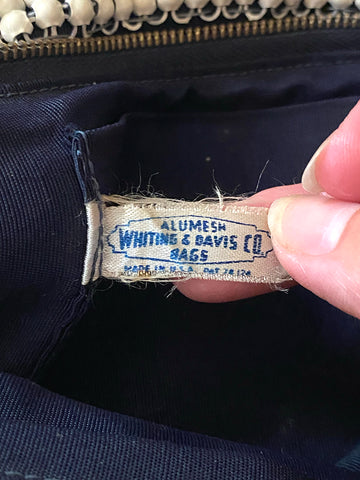 ALUMESH
WHITING & DAVIS CO.
BAGS
MADE IN U.S.A.